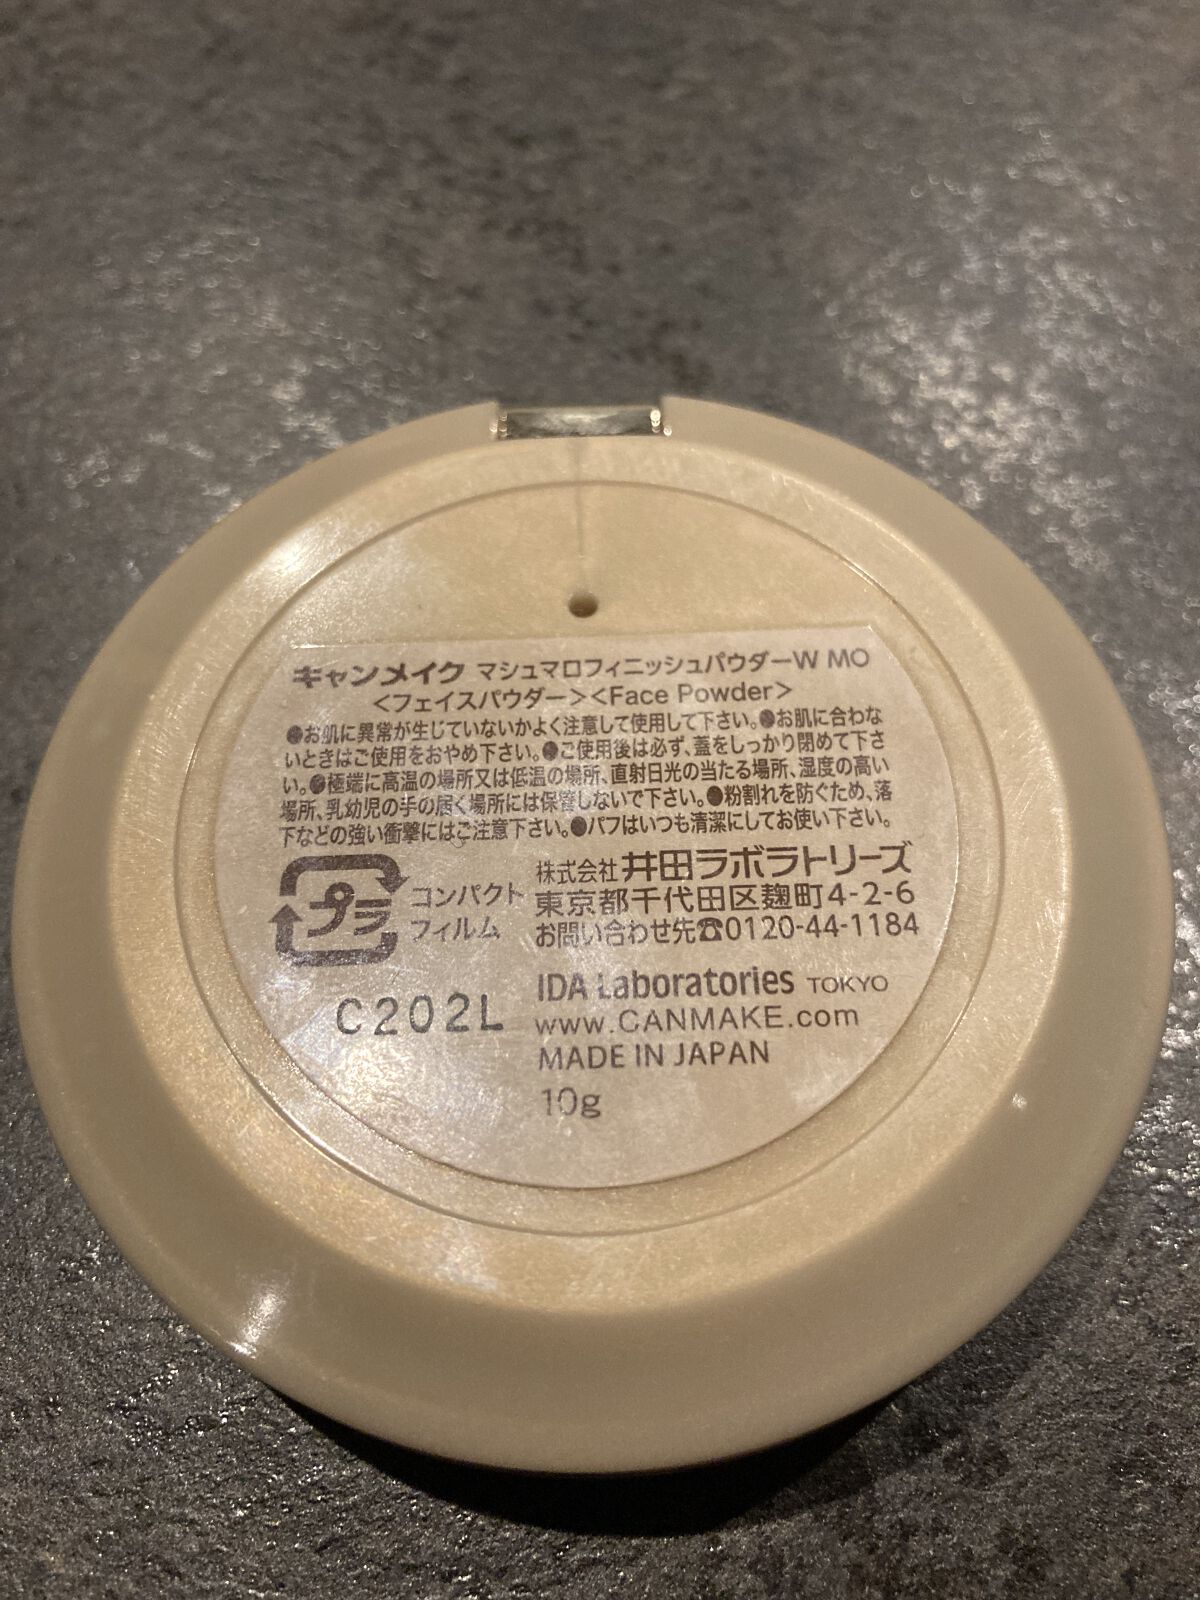 キャンメイク マシュマロフィニッシュパウダーW MO
<フェイスパウダー><Face Powder>
●お肌に異常が生じていないかよく注意して使用して下さい。●お肌に合わな
いときはご使用をおやめ下さい。●ご使用後は必ず、蓋をしっかり閉めて下さ
い。●極端に高温の場所又は低温の場所、直射日光の当たる場所、湿度の高い
場所、乳幼児の手の届く場所には保管しないで下さい。●粉割れを防ぐため、落
下などの強い衝撃にはご注意下さい。●パフはいつも清潔にしてお使い下さい。
プラ
コンパクト
フィルム
株式会社 井田ラボラトリーズ
東京都千代田区麹町4-2-6
お問い合わせ先☎0120-44-1184
C202L
IDA Laboratories TOKYO
www.CANMAKE.com
MADE IN JAPAN
10g